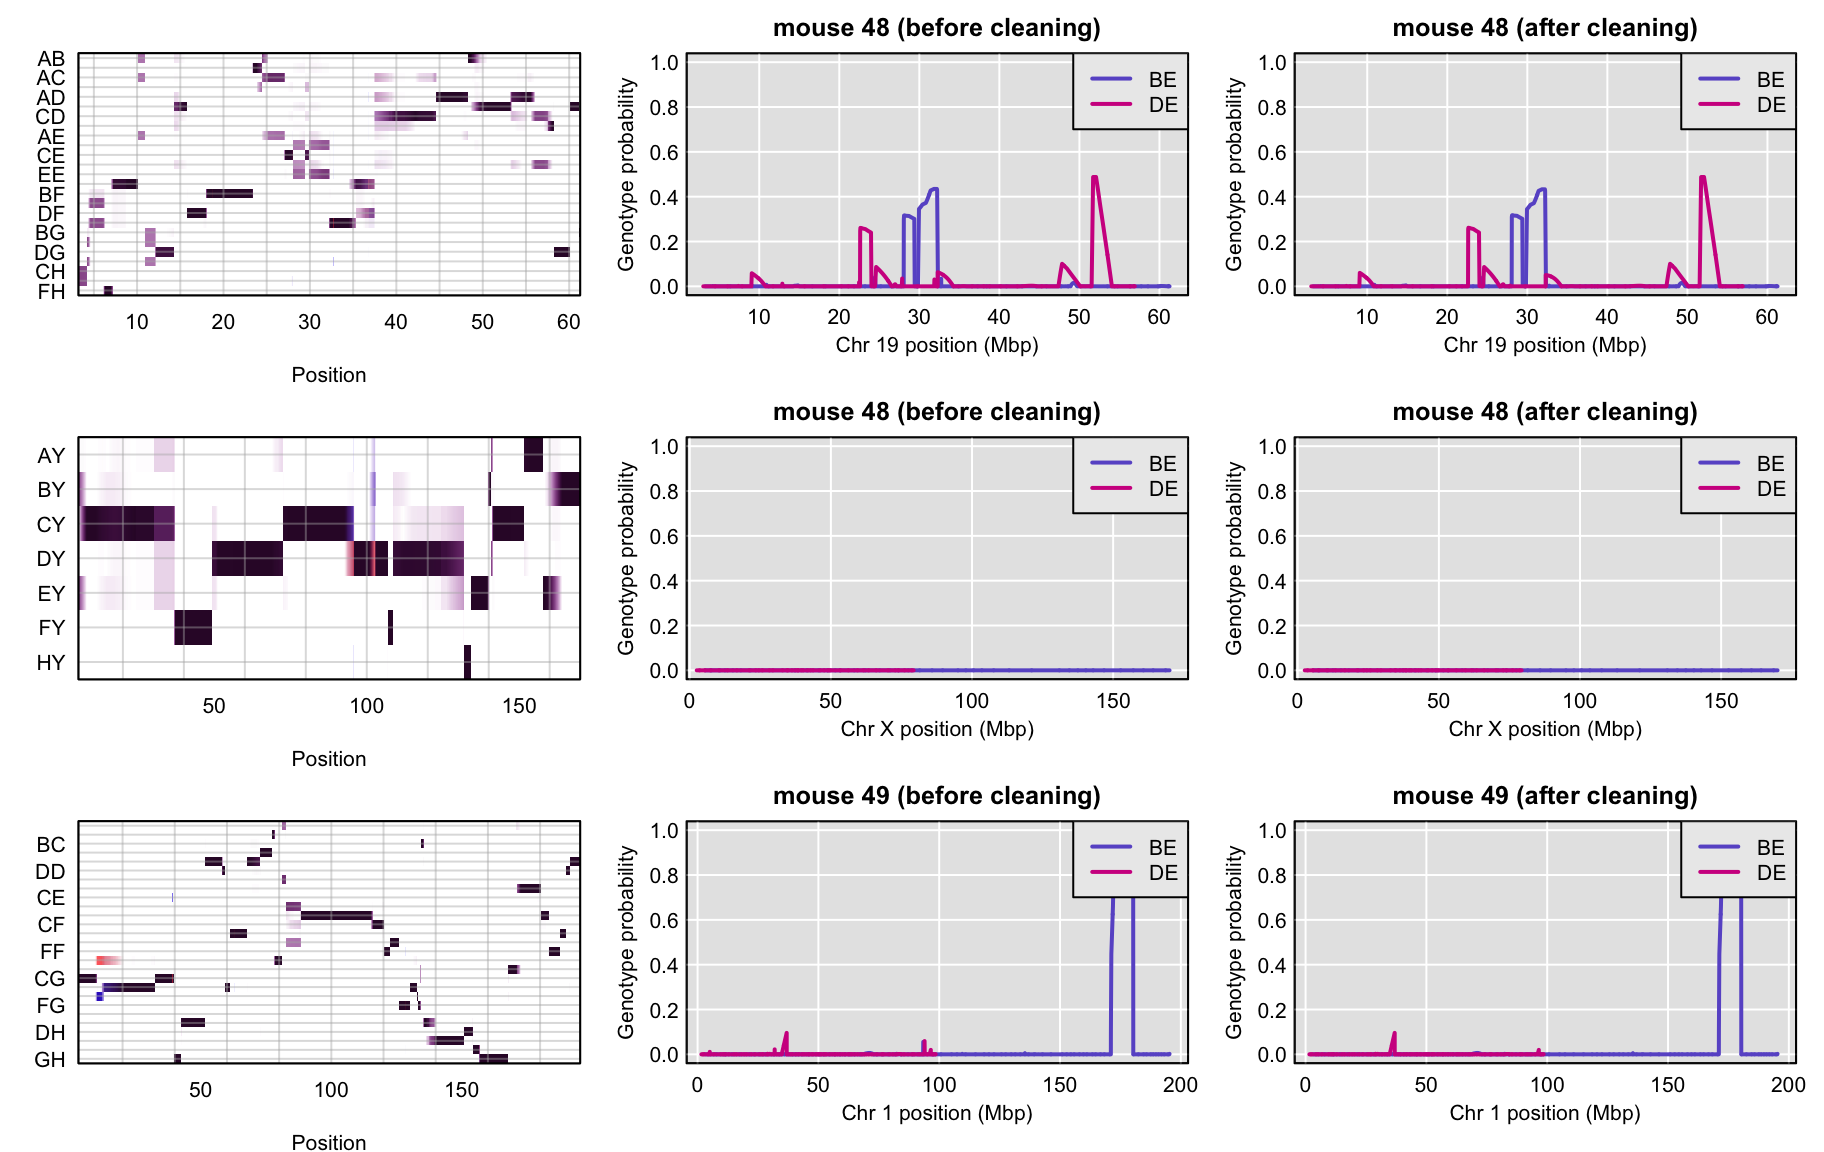 mouse 48 (before cleaning)
mouse 48 (after cleaning)
AB
AC
AD
CD
AE
CE
EE
BF
DF
BG
DG
CH
FH
10 20 30 40 50 60
Position
Genotype probability
1.0
0.8
0.6
0.4
0.2
0.0
BE
DE
10 20 30 40 50 60
Chr 19 position (Mbp)
Genotype probability
1.0
0.8
0.6
0.4
0.2
0.0
BE
DE
10 20 30 40 50 60
Chr 19 position (Mbp)
mouse 48 (before cleaning)
mouse 48 (after cleaning)
AY
BY
CY
DY
EY
FY
HY
50 100 150
Position
Genotype probability
1.0
0.8
0.6
0.4
0.2
0.0
BE
DE
0 50 100 150
Chr X position (Mbp)
Genotype probability
1.0
0.8
0.6
0.4
0.2
0.0
BE
DE
0 50 100 150
Chr X position (Mbp)
mouse 49 (before cleaning)
mouse 49 (after cleaning)
BC
DD
CE
CF
FF
CG
FG
DH
GH
50 100 150
Position
Genotype probability
1.0
0.8
0.6
0.4
0.2
0.0
BE
DE
0 50 100 150 200
Chr 1 position (Mbp)
Genotype probability
1.0
0.8
0.6
0.4
0.2
0.0
BE
DE
0 50 100 150 200
Chr 1 position (Mbp)